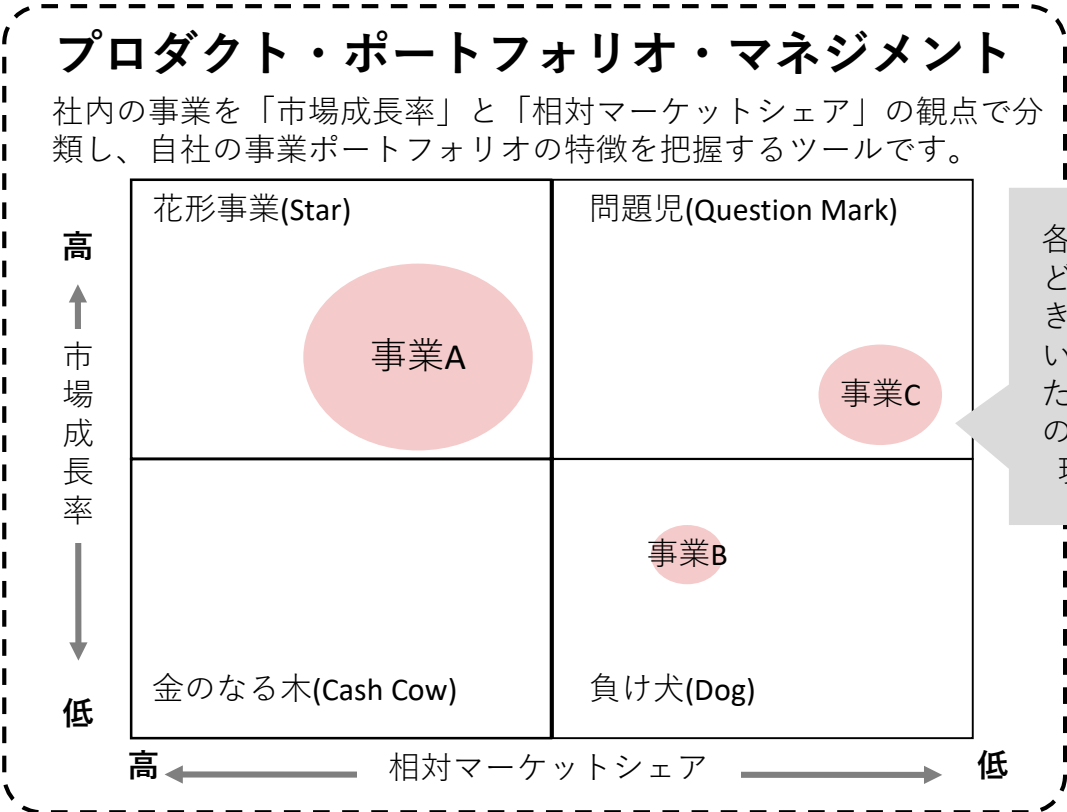 プロダクト・ポートフォリオ・マネジメント
社内の事業を「市場成長率」と「相対マーケットシェア」の観点で分
類し、自社の事業ポートフォリオの特徴を把握するツールです。
花形事業(Star)
問題児(Question Mark)
高
市場成長率
低
事業A
事業C
各
ど
き
い
た
の
事業B
金のなる木(Cash Cow)
負け犬(Dog)
高
相対マーケットシェア
低